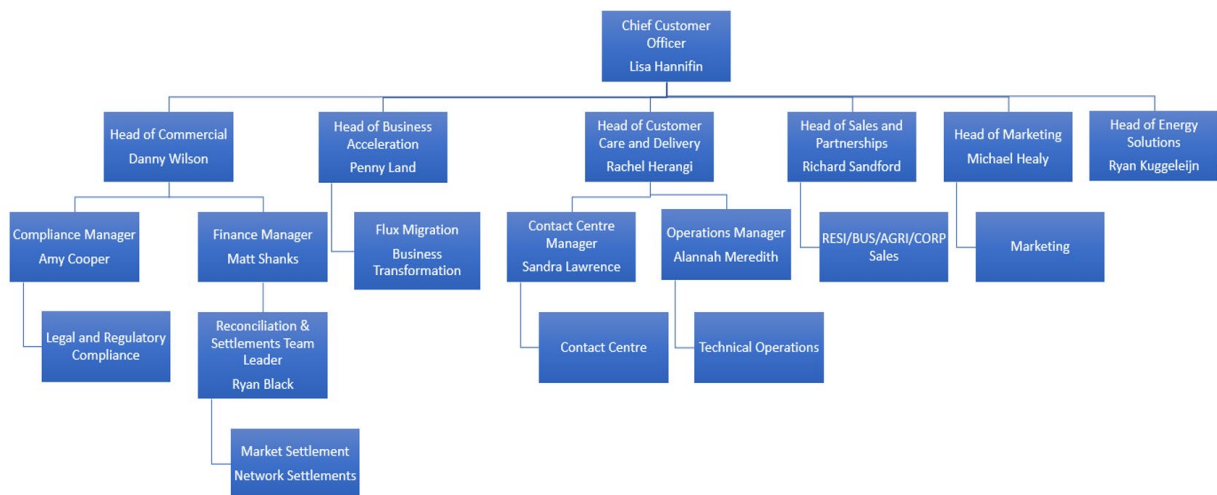 Chief Customer
Officer
Lisa Hannifin
Head of Commercial
Danny Wilson
Head of Business
Acceleration
Penny Land
Head of Customer
Care and Delivery
Rachel Herangi
Head of Sales and
Partnerships
Richard Sandford
Head of Marketing
Michael Healy
Head of Energy
Solutions
Ryan Kuggeleijn
Compliance Manager
Amy Cooper
Finance Manager
Matt Shanks
Flux Migration
Business
Transformation
Contact Centre
Manager
Sandra Lawrence
Operations Manager
Alannah Meredith
RESI/BUS/AGRI/CORP
Sales
Marketing
Legal and Regulatory
Compliance
Reconciliation &
Settlements Team
Leader
Ryan Black
Contact Centre
Technical Operations
Market Settlement
Network Settlements